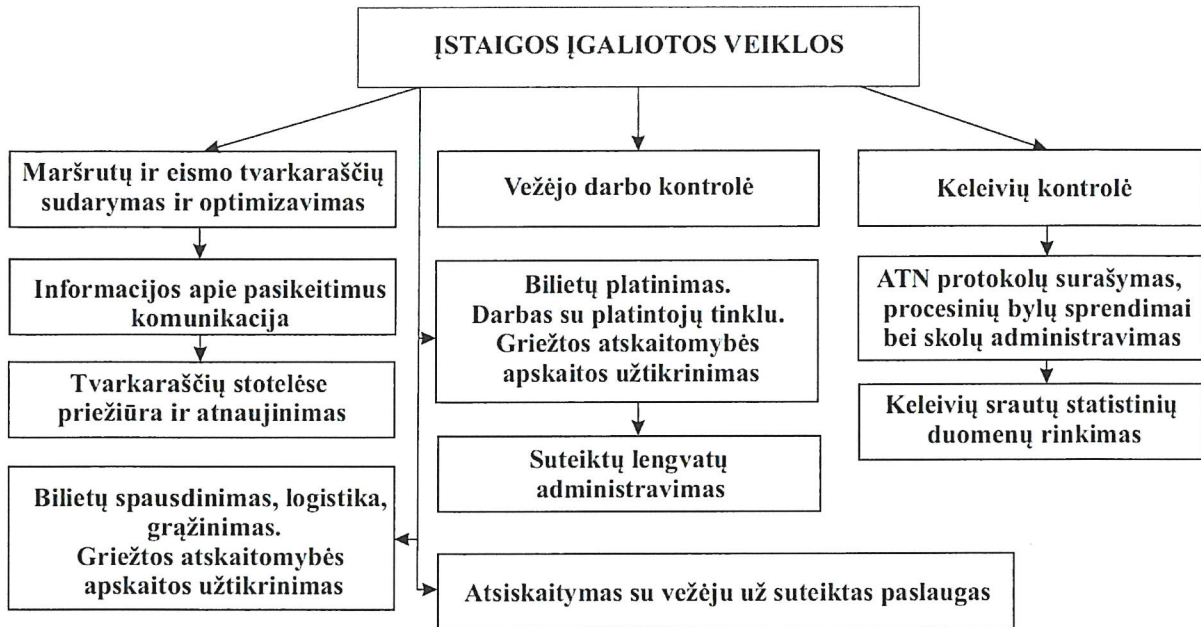 ĮSTAIGOS ĮGALIOTOS VEIKLOS
Maršrutų ir eismo tvarkaraščių
sudarymas ir optimizavimas
Informacijos apie pasikeitimus
komunikacija
Tvarkaraščių stotelėse
priežiūra ir atnaujinimas
Bilietų spausdinimas, logistika,
grąžinimas.
Griežtos atskaitomybės
apskaitos užtikrinimas
Vežėjo darbo kontrolė
Bilietų platinimas.
Darbas su platintojų tinklu.
Griežtos atskaitomybės
apskaitos užtikrinimas
Suteiktų lengvatų
administravimas
Atsiskaitymas su vežėju už suteiktas paslaugas
Keleivių kontrolė
ATN protokolų surašymas,
procesinių bylų sprendimai
bei skolų administravimas
Keleivių srautų statistinių
duomenų rinkimas